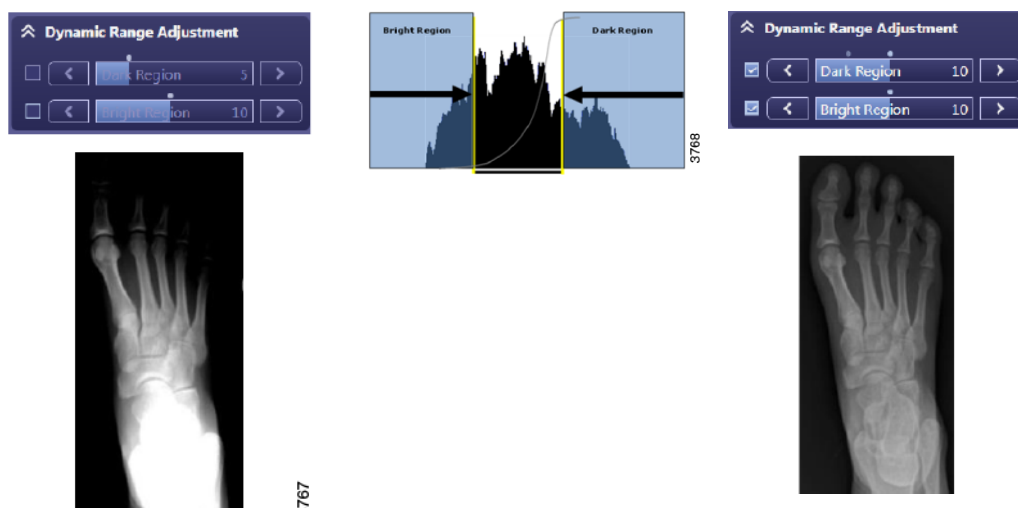 Dynamic Range Adjustment
Dark Region 5
Bright Region 10
Bright Region
Dark Region
3768
Dynamic Range Adjustment
Dark Region 10
Bright Region 10
767